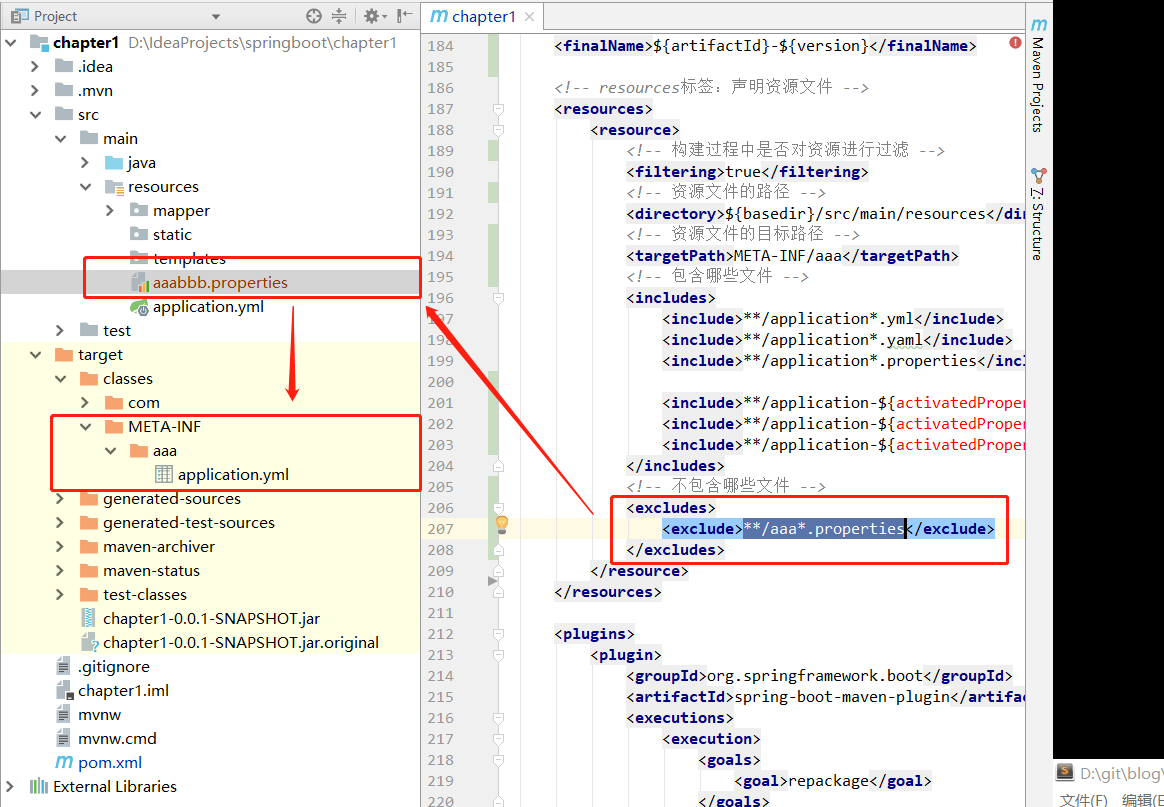 Project
chapter1 D:\IdeaProjects\springboot\chapter1
.idea
.mvn
src
main
java
resources
mapper
static
templates
aaabbb.properties
application.yml
test
target
classes
com
META-INF
aaa
application.yml
generated-sources
generated-test-sources
maven-archiver
maven-status
test-classes
chapter1-0.0.1-SNAPSHOT.jar
chapter1-0.0.1-SNAPSHOT.jar.original
.gitignore
chapter1.iml
mvnw
mvnw.cmd
m pom.xml
External Libraries
m chapter1
184 <finalName>${artifactId}-${version}</finalName>
185
186 <!-- resources标签：声明资源文件 -->
187 <resources>
188 <resource>
189 <!-- 构建过程中是否对资源进行过滤 -->
190 <filtering>true</filtering>
191 <!-- 资源文件的路径 -->
192 <directory>${basedir}/src/main/resources</dir
193 <!-- 资源文件的目标路径 -->
194 <targetPath>META-INF/aaa</targetPath>
195 <!-- 包含哪些文件 -->
196 <includes>
197 <include>**/application*.yml</include>
198 <include>**/application*.yaml</include>
199 <include>**/application*.properties</incl
200
201 <include>**/application-${activatedProper
202 <include>**/application-${activatedProper
203 <include>**/application-${activatedProper
204 </includes>
205 <!-- 不包含哪些文件 -->
206 <excludes>
207 <exclude>**/aaa*.properties</exclude>
208 </excludes>
209 </resource>
210 </resources>
211
212 <plugins>
213 <plugin>
214 <groupId>org.springframework.boot</groupId>
215 <artifactId>spring-boot-maven-plugin</artifac
216 <executions>
217 <execution>
218 <goals>
219 <goal>repackage</goal>
220 </goals>
m
Maven Projects
7: Structure
D:\git\blog\
文件(F) 编辑(E